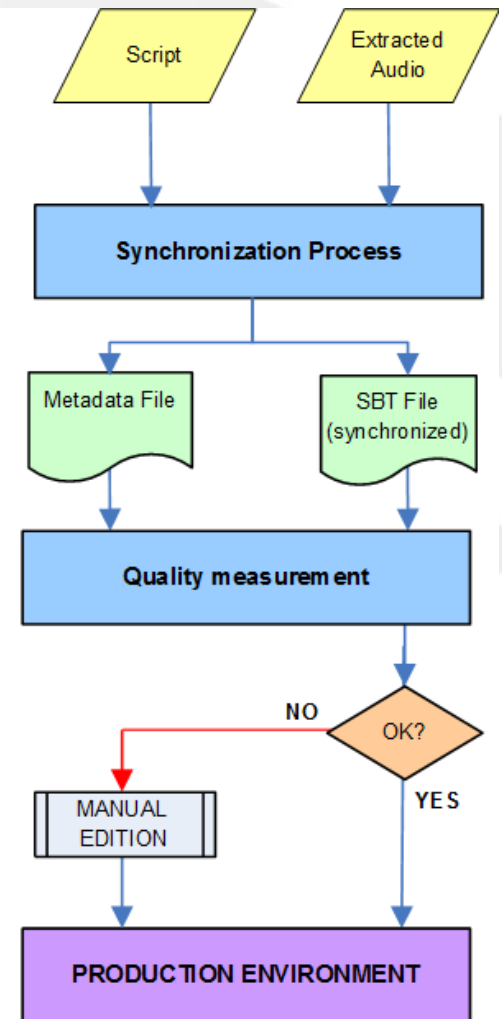 Script
Extracted
Audio
Synchronization Process
Metadata File
SBT File
(synchronized)
Quality measurement
NO
OK?
YES
MANUAL
EDITION
PRODUCTION ENVIRONMENT